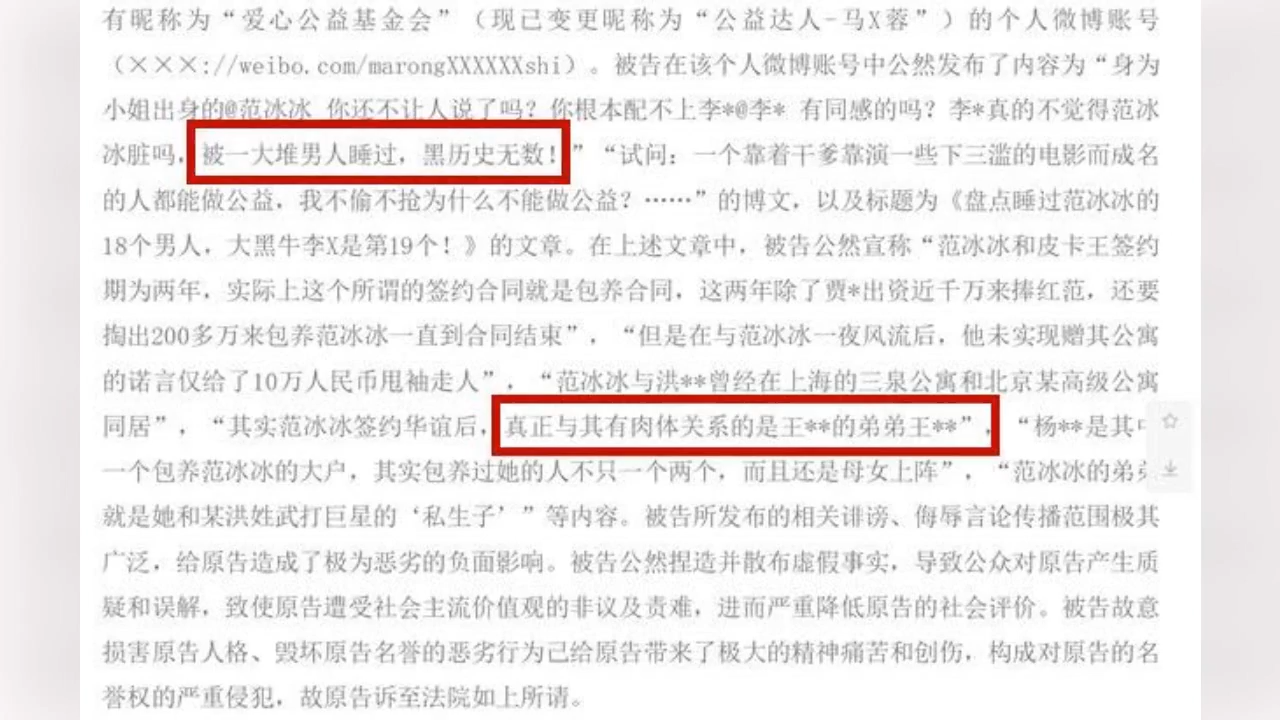 有昵称为“爱心公益基金会”（现已变更昵称为“公益达人-马X蓉”）的个人微博账号
（×××://weibo.com/marongXXXXXXshi）。被告在该个人微博账号中公然发布了内容为“身为
小姐出身的@范冰冰 你还不让人说了吗？你根本配不上李*@李* 有同感的吗？李*真的不觉得范冰
冰脏吗，被一大堆男人睡过，黑历史无数！”“试问：一个靠着干爹靠演一些下三滥的电影而成名
的人都能做公益，我不偷不抢为什么不能做公益？……”的博文，以及标题为《盘点睡过范冰冰的
18个男人，大黑牛李X是第19个！》的文章。在上述文章中，被告公然宣称“范冰冰和皮卡王签约
期为两年，实际上这个所谓的签约合同就是包养合同，这两年除了贾*出资近千万来捧红范，还要
掏出200多万来包养范冰冰一直到合同结束”，“但是在与范冰冰一夜风流后，他未实现赠其公寓
的诺言仅给了10万人民币甩袖走人”，“范冰冰与洪**曾经在上海的三泉公寓和北京某高级公寓
同居”，“其实范冰冰签约华谊后，真正与其有肉体关系的是王**的弟弟王**”，“杨**是其中
一个包养范冰冰的大户，其实包养过她的人不只一个两个，而且还是母女上阵”，“范冰冰的弟弟
就是她和某洪姓武打巨星的‘私生子’”等内容。被告所发布的相关诽谤、侮辱言论传播范围极其
广泛，给原告造成了极为恶劣的负面影响。被告公然捏造并散布虚假事实，导致公众对原告产生质
疑和误解，致使原告遭受社会主流价值观的非议及责难，进而严重降低原告的社会评价。被告故意
损害原告人格、毁坏原告名誉的恶劣行为已给原告带来了极大的精神痛苦和创伤，构成对原告的名
誉权的严重侵犯，故原告诉至法院如上所请。